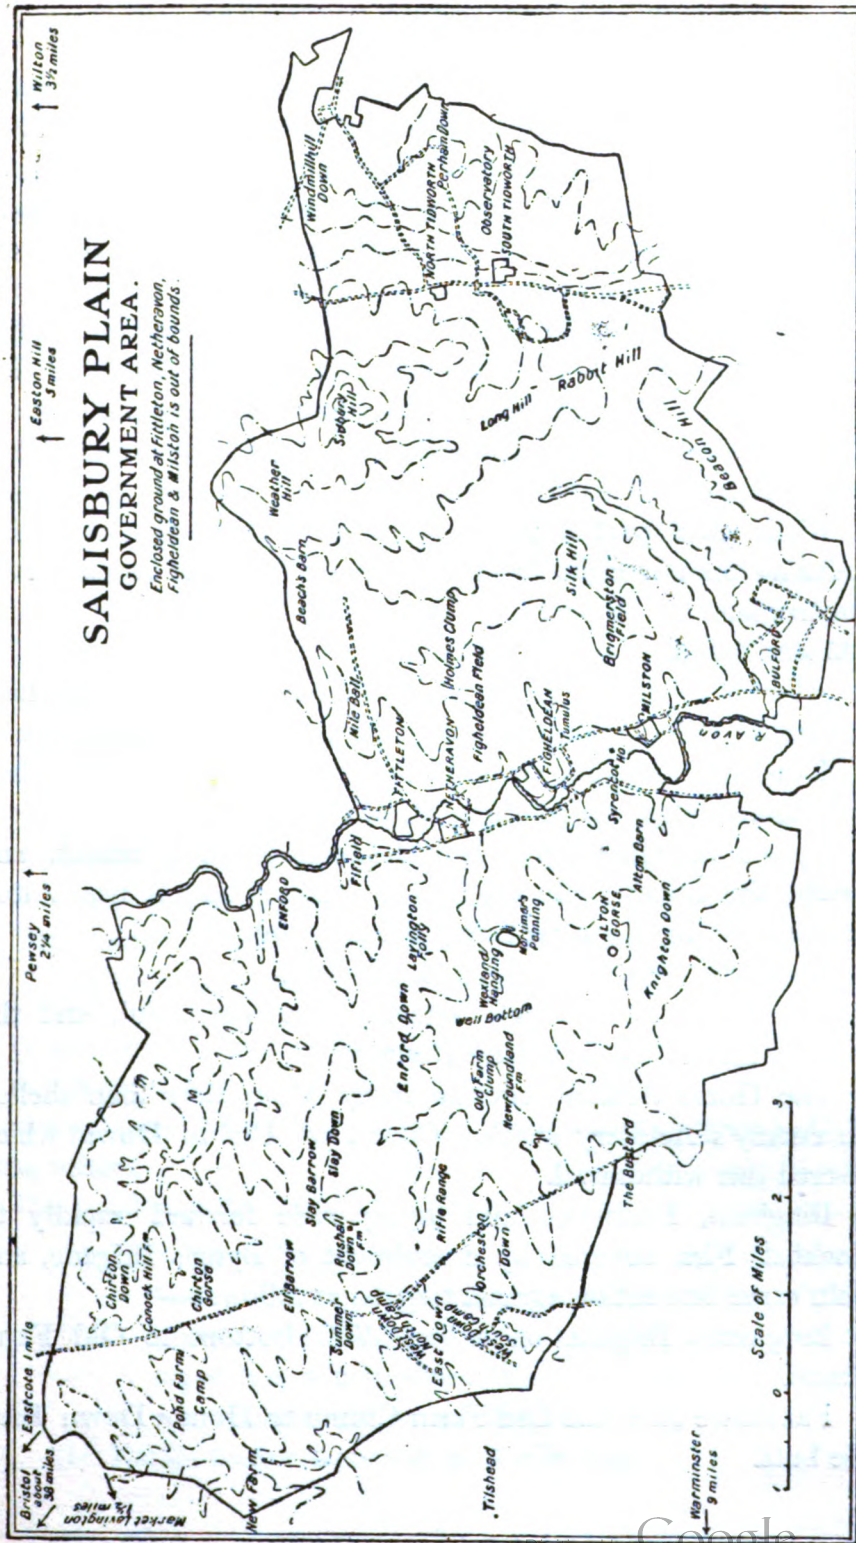 SALISBURY PLAIN
GOVERNMENT AREA.
Enclosed ground at Fittleton, Netheravon,
Figheldean & Milston is out of bounds.
Bristol
about
38 miles
Eastcote 1 mile
Market Lavington
1½ miles
Pewsey
2¼ miles
Easton Hill
5 miles
Wilton
3½ miles
Chirton
Down
Conock Hill Fm
Chirton
Gorse
Pond Farm
Camp
New Farm
Ell Barrow
Slay Barrow
Slay Down
Rushall
Fm
Summer
Down
ENFORD
Fifield
Enford Down
Lavington
Folly
East Down
Rifle Range
Orcheston
Down
Tilshead
Old Farm
Clump
Newfoundland
Fm
Well Bottom
Wexland
Hanging
Mortimer's
Penning
ALTON
GORSE
Alton Barn
Knighton Down
The Bustard
Beach's Barn
Weather
Hill
Sidbury
Hill
Windmillhill
Down
Nile Ball
FITTLETON
NETHERAVON
Holmes Clump
Figheldean Field
FIGHELDEAN
Tumulus
Syrencot Ho
MILSTON
Brigmerston
Field
Silk Hill
Long Hill
Rabbit Hill
Beacon Hill
NORTH TIDWORTH
Perham Down
Observatory
SOUTH TIDWORTH
BULFORD
R. AVON
Warminster
9 miles
Scale Miles
0
2
Google